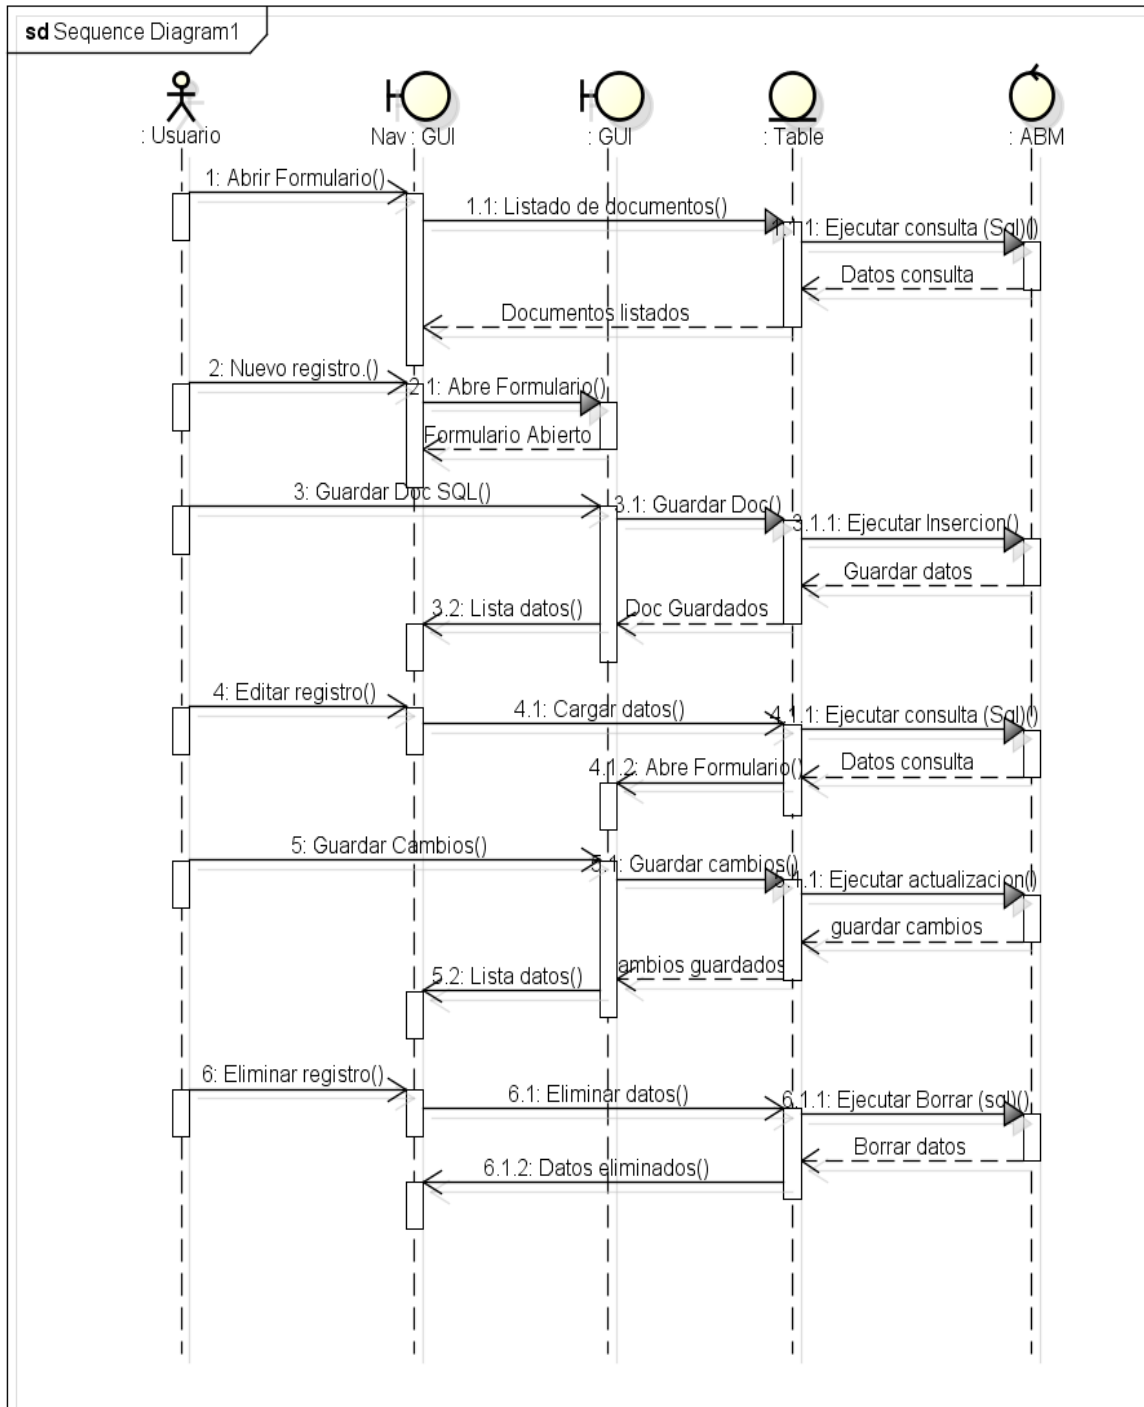 sd Sequence Diagram1
: Usuario
Nav : GUI
: GUI
: Table
: ABM
1: Abrir Formulario()
1.1: Listado de documentos()
1.1.1: Ejecutar consulta (Sql)()
Datos consulta
Documentos listados
2: Nuevo registro.()
2.1: Abre Formulario()
Formulario Abierto
3: Guardar Doc SQL()
3.1: Guardar Doc()
3.1.1: Ejecutar Insercion()
Guardar datos
3.2: Lista datos()
Doc Guardados
4: Editar registro()
4.1: Cargar datos()
4.1.1: Ejecutar consulta (Sql)()
Datos consulta
4.1.2: Abre Formulario()
5: Guardar Cambios()
5.1: Guardar cambios()
5.1.1: Ejecutar actualizacion()
guardar cambios
ambios guardados
5.2: Lista datos()
6: Eliminar registro()
6.1: Eliminar datos()
6.1.1: Ejecutar Borrar (sql)()
Borrar datos
6.1.2: Datos eliminados()